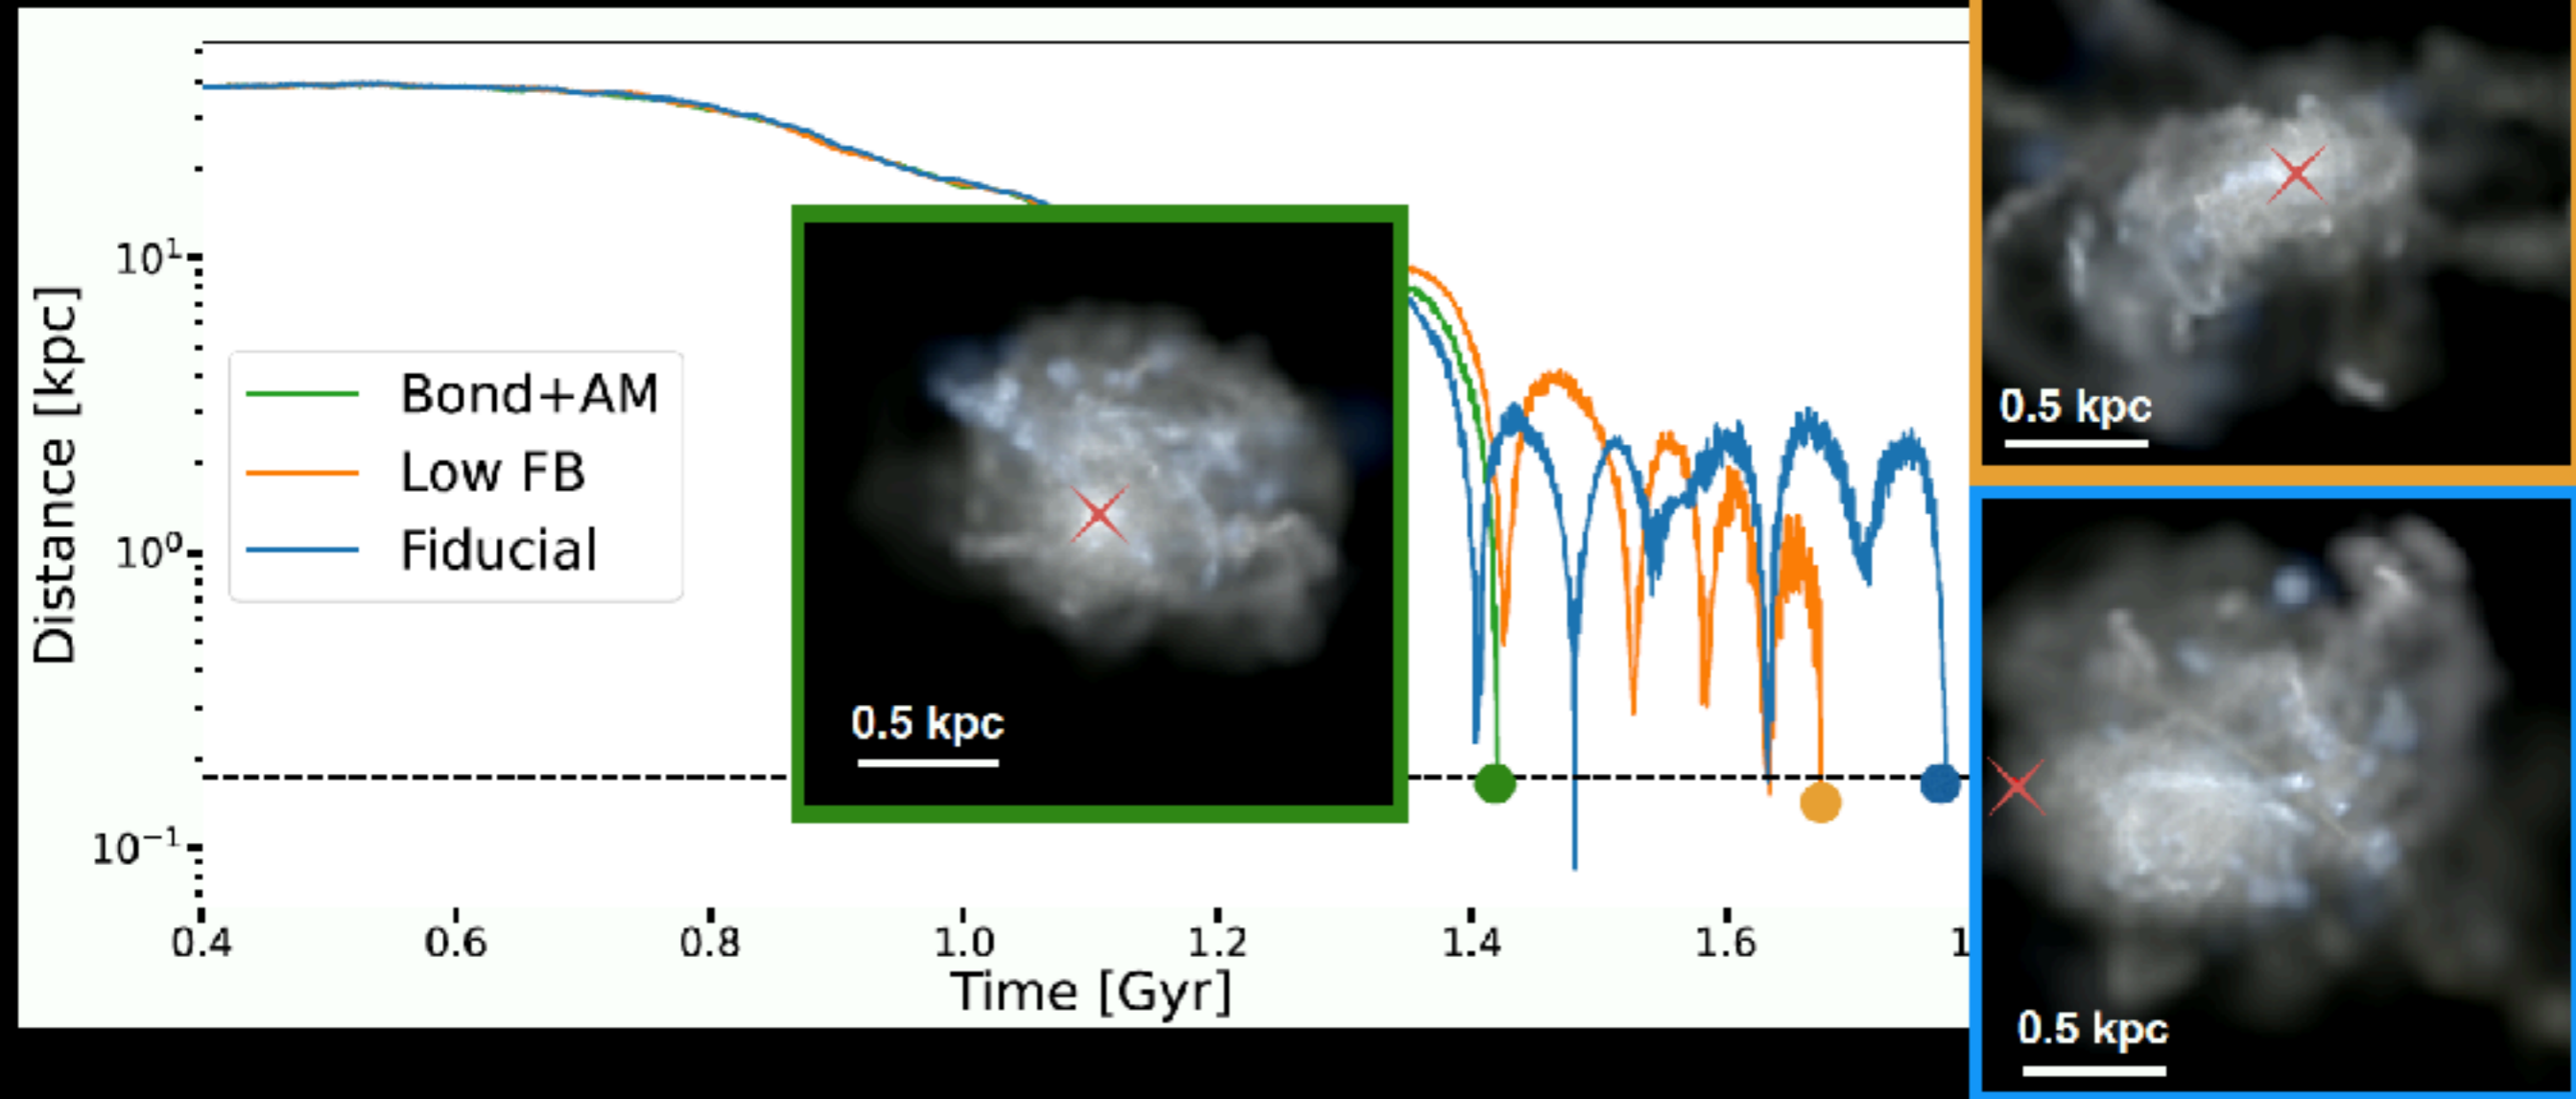 Distance [kpc]
10¹
10⁰
10⁻¹
Bond+AM
Low FB
Fiducial
0.5 kpc
0.5 kpc
0.5 kpc
0.4 0.6 0.8 1.0 1.2 1.4 1.6
Time [Gyr]